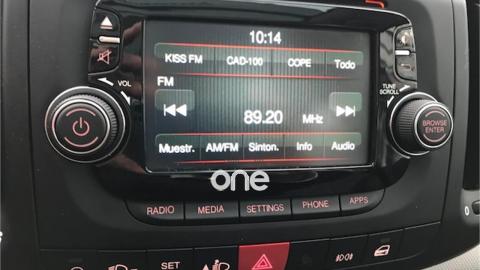 10:14
KISS FM CAD-100 COPE Todo
FM
VOL
TUNE
SCROLL
89.20 MHz
BROWSE
ENTER
Muestr. AM/FM Sinton. Info Audio
one
RADIO MEDIA SETTINGS PHONE APPS
SET
0